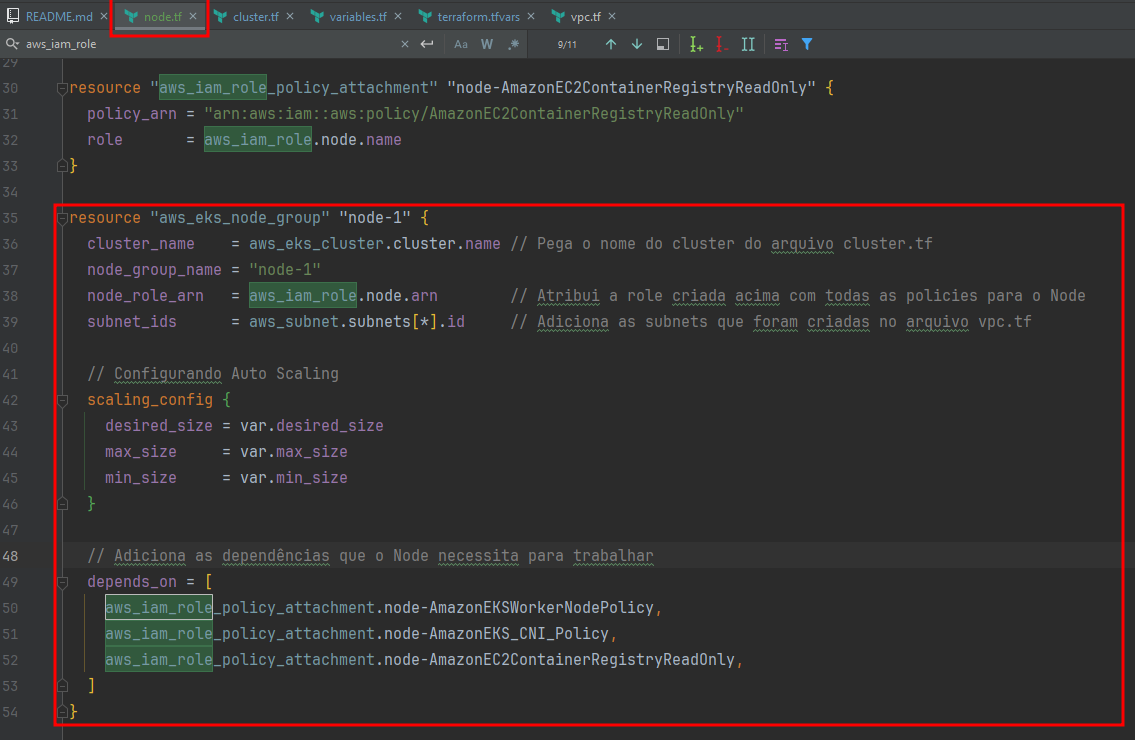 README.md
node.tf
cluster.tf
variables.tf
terraform.tfvars
vpc.tf
aws_iam_role
Aa W .* 9/11
29
30 resource "aws_iam_role_policy_attachment" "node-AmazonEC2ContainerRegistryReadOnly" {
31 policy_arn = "arn:aws:iam::aws:policy/AmazonEC2ContainerRegistryReadOnly"
32 role = aws_iam_role.node.name
33 }
34
35 resource "aws_eks_node_group" "node-1" {
36 cluster_name = aws_eks_cluster.cluster.name // Pega o nome do cluster do arquivo cluster.tf
37 node_group_name = "node-1"
38 node_role_arn = aws_iam_role.node.arn // Atribui a role criada acima com todas as policies para o Node
39 subnet_ids = aws_subnet.subnets[*].id // Adiciona as subnets que foram criadas no arquivo vpc.tf
40
41 // Configurando Auto Scaling
42 scaling_config {
43 desired_size = var.desired_size
44 max_size = var.max_size
45 min_size = var.min_size
46 }
47
48 // Adiciona as dependências que o Node necessita para trabalhar
49 depends_on = [
50 aws_iam_role_policy_attachment.node-AmazonEKSWorkerNodePolicy,
51 aws_iam_role_policy_attachment.node-AmazonEKS_CNI_Policy,
52 aws_iam_role_policy_attachment.node-AmazonEC2ContainerRegistryReadOnly,
53 ]
54 }